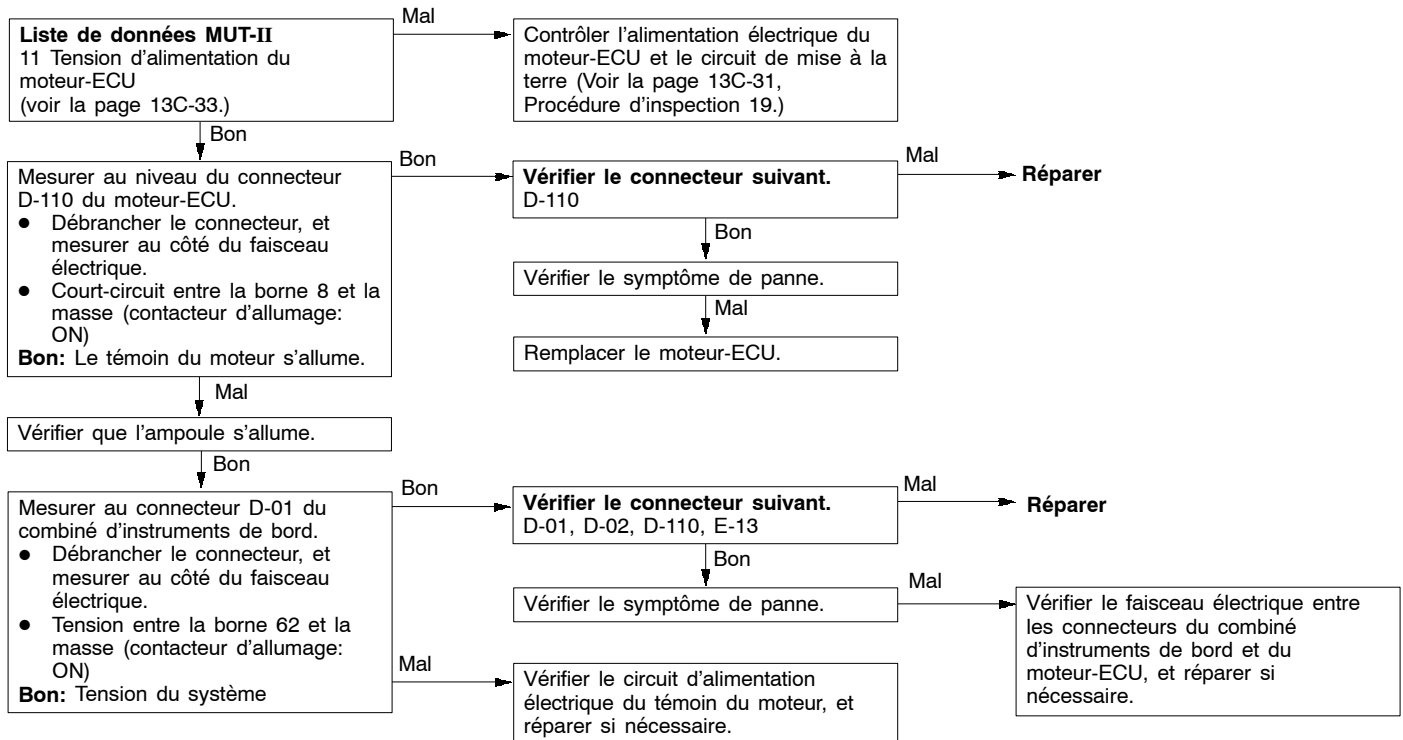 Liste de données MUT-II
11 Tension d'alimentation du
moteur-ECU
(voir la page 13C-33.)
Mal
Contrôler l'alimentation électrique du
moteur-ECU et le circuit de mise à la
terre (Voir la page 13C-31,
Procédure d'inspection 19.)
Bon
Mesurer au niveau du connecteur
D-110 du moteur-ECU.
● Débrancher le connecteur, et
mesurer au côté du faisceau
électrique.
● Court-circuit entre la borne 8 et la
masse (contacteur d'allumage:
ON)
Bon: Le témoin du moteur s'allume.
Bon
Vérifier le connecteur suivant.
D-110
Mal
Réparer
Bon
Vérifier le symptôme de panne.
Mal
Remplacer le moteur-ECU.
Mal
Vérifier que l'ampoule s'allume.
Bon
Mesurer au connecteur D-01 du
combiné d'instruments de bord.
● Débrancher le connecteur, et
mesurer au côté du faisceau
électrique.
● Tension entre la borne 62 et la
masse (contacteur d'allumage:
ON)
Bon: Tension du système
Bon
Vérifier le connecteur suivant.
D-01, D-02, D-110, E-13
Mal
Réparer
Bon
Vérifier le symptôme de panne.
Mal
Vérifier le faisceau électrique entre
les connecteurs du combiné
d'instruments de bord et du
moteur-ECU, et réparer si
nécessaire.
Mal
Vérifier le circuit d'alimentation
électrique du témoin du moteur, et
réparer si nécessaire.